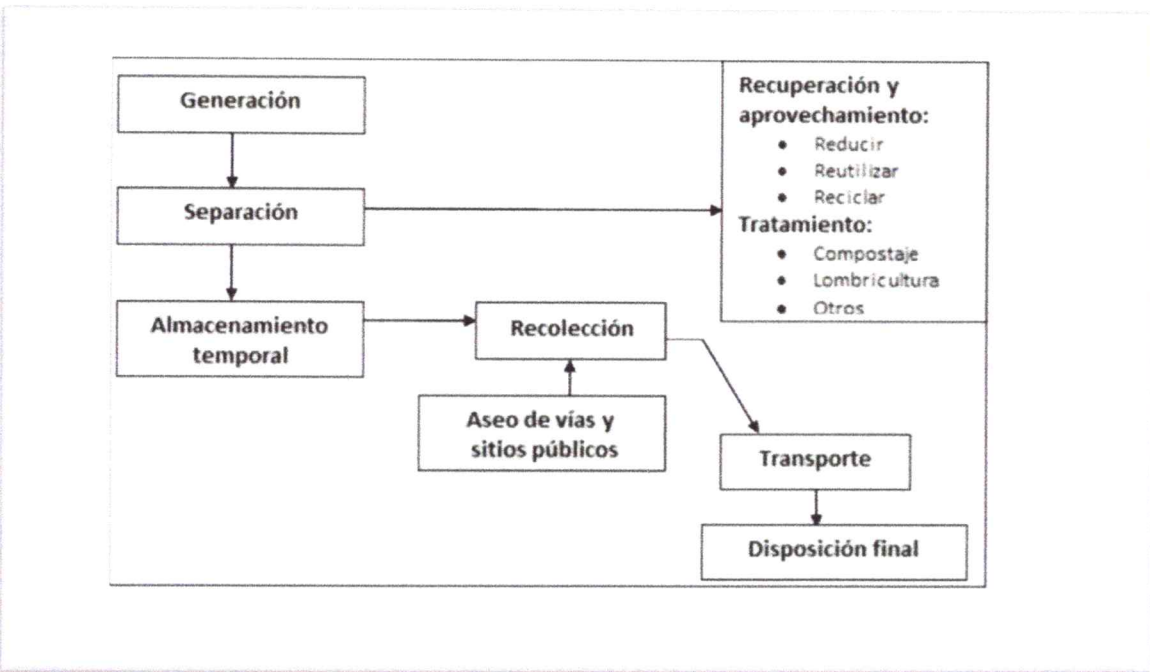 Generación
Separación
Almacenamiento
temporal
Recolección
Aseo de vías y
sitios públicos
Recuperación y
aprovechamiento:
• Reducir
• Reutilizar
• Reciclar
Tratamiento:
• Compostaje
• Lombricultura
• Otros
Transporte
Disposición final